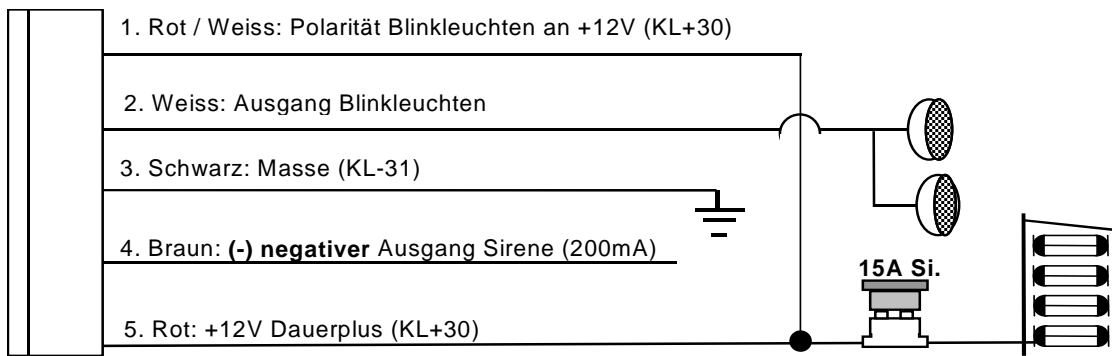 1. Rot / Weiss: Polarität Blinkleuchten an +12V (KL+30)
2. Weiss: Ausgang Blinkleuchten
3. Schwarz: Masse (KL-31)
4. Braun: (-) negativer Ausgang Sirene (200mA)
15A Si.
5. Rot: +12V Dauerplus (KL+30)